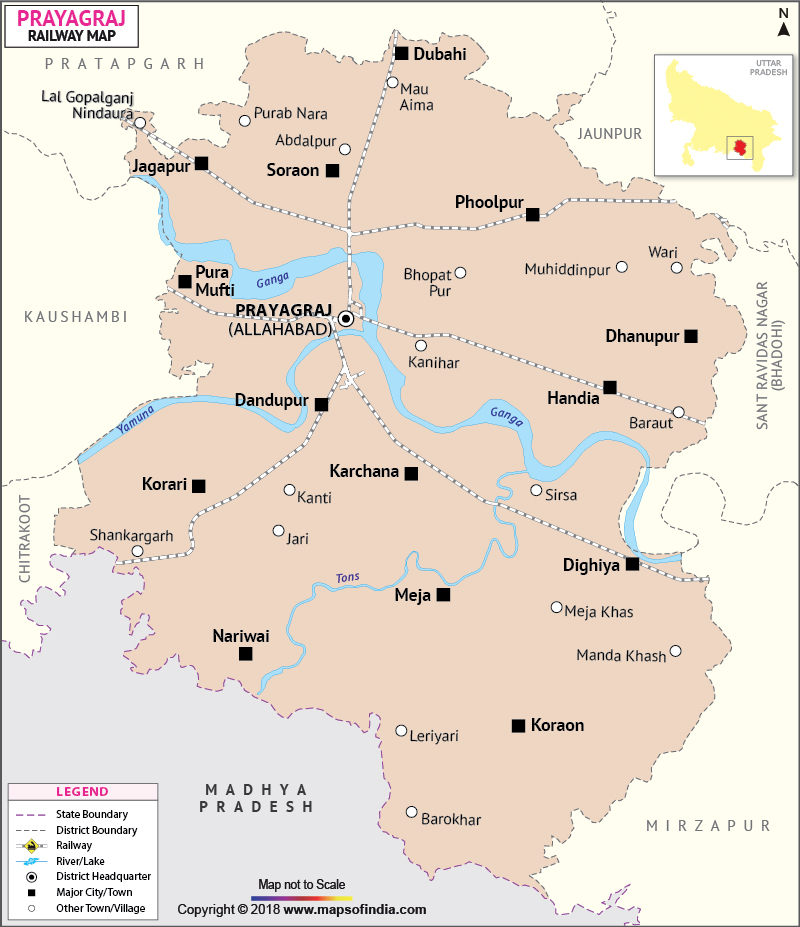 PRAYAGRAJ
RAILWAY MAP
N
PRATAPGARH
Dubahi
UTTAR
PRADESH
Mau
Aima
Lal Gopalganj
Nindaura
Purab Nara
JAUNPUR
Abdalpur
Jagapur
Soraon
Phoolpur
Wari
Muhiddinpur
Bhopat
Pur
Pura
Mufti
Ganga
PRAYAGRAJ
(ALLAHABAD)
KAUSHAMBI
Dhanupur
SANT RAVIDAS NAGAR
(BHADOHI)
Kanihar
Handia
Dandupur
Yamuna
Ganga
Baraut
Karchana
Korari
Kanti
Sirsa
CHITRAKOOT
Shankargarh
Jari
Dighiya
Tons
Meja
Meja Khas
Nariwai
Manda Khash
Koraon
Leriyari
MADHYA
PRADESH
Barokhar
MIRZAPUR
LEGEND
State Boundary
District Boundary
Railway
River/Lake
District Headquarter
Major City/Town
Other Town/Village
Map not to Scale
Copyright © 2018 www.mapsofindia.com